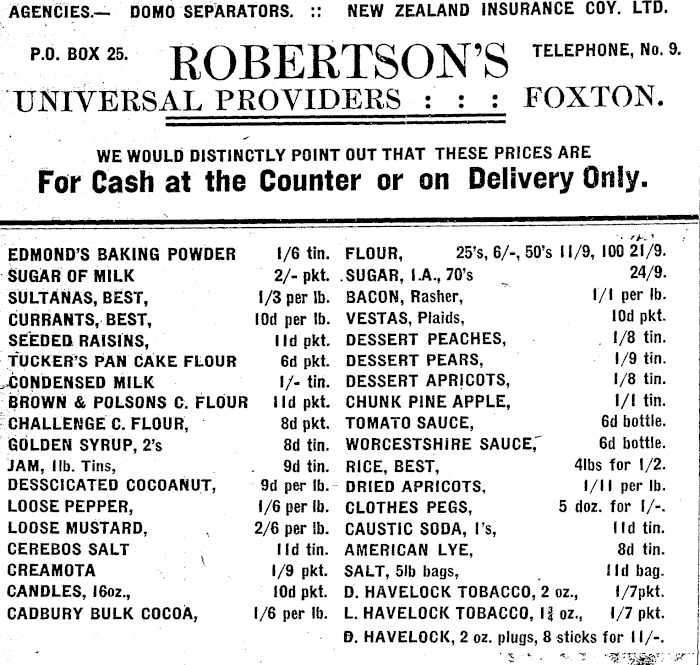 AGENCIES.— DOMO SEPARATORS. :: NEW ZEALAND INSURANCE COY. LTD.
P.O. BOX 25. ROBERTSON'S TELEPHONE, No. 9.
UNIVERSAL PROVIDERS : : : FOXTON.
WE WOULD DISTINCTLY POINT OUT THAT THESE PRICES ARE
For Cash at the Counter or on Delivery Only.
EDMOND'S BAKING POWDER 1/6 tin.
SUGAR OF MILK 2/- pkt.
SULTANAS, BEST, 1/3 per lb.
CURRANTS, BEST, 10d per lb.
SEEDED RAISINS, 11d pkt.
TUCKER'S PAN CAKE FLOUR 6d pkt.
CONDENSED MILK 1/- tin.
BROWN & POLSONS C. FLOUR 11d pkt.
CHALLENGE C. FLOUR, 8d pkt.
GOLDEN SYRUP, 2's 8d tin.
JAM, 1lb. Tins, 9d tin.
DESSCICATED COCOANUT, 9d per lb.
LOOSE PEPPER, 1/6 per lb.
LOOSE MUSTARD, 2/6 per lb.
CEREBOS SALT 11d tin.
CREAMOTA 1/9 pkt.
CANDLES, 16oz., 10d pkt.
CADBURY BULK COCOA, 1/6 per lb.
FLOUR, 25's, 6/-, 50's 11/9, 100 21/9.
SUGAR, I.A., 70's 24/9.
BACON, Rasher, 1/1 per lb.
VESTAS, Plaids, 10d pkt.
DESSERT PEACHES, 1/8 tin.
DESSERT PEARS, 1/9 tin.
DESSERT APRICOTS, 1/8 tin.
CHUNK PINE APPLE, 1/1 tin.
TOMATO SAUCE, 6d bottle.
WORCESTSHIRE SAUCE, 6d bottle.
RICE, BEST, 4lbs for 1/2.
DRIED APRICOTS, 1/11 per lb.
CLOTHES PEGS, 5 doz. for 1/-.
CAUSTIC SODA, 1's, 11d tin.
AMERICAN LYE, 8d tin.
SALT, 5lb bags, 11d bag.
D. HAVELOCK TOBACCO, 2 oz., 1/7pkt.
L. HAVELOCK TOBACCO, 1¾ oz., 1/7 pkt.
D. HAVELOCK, 2 oz. plugs, 8 sticks for 11/-.